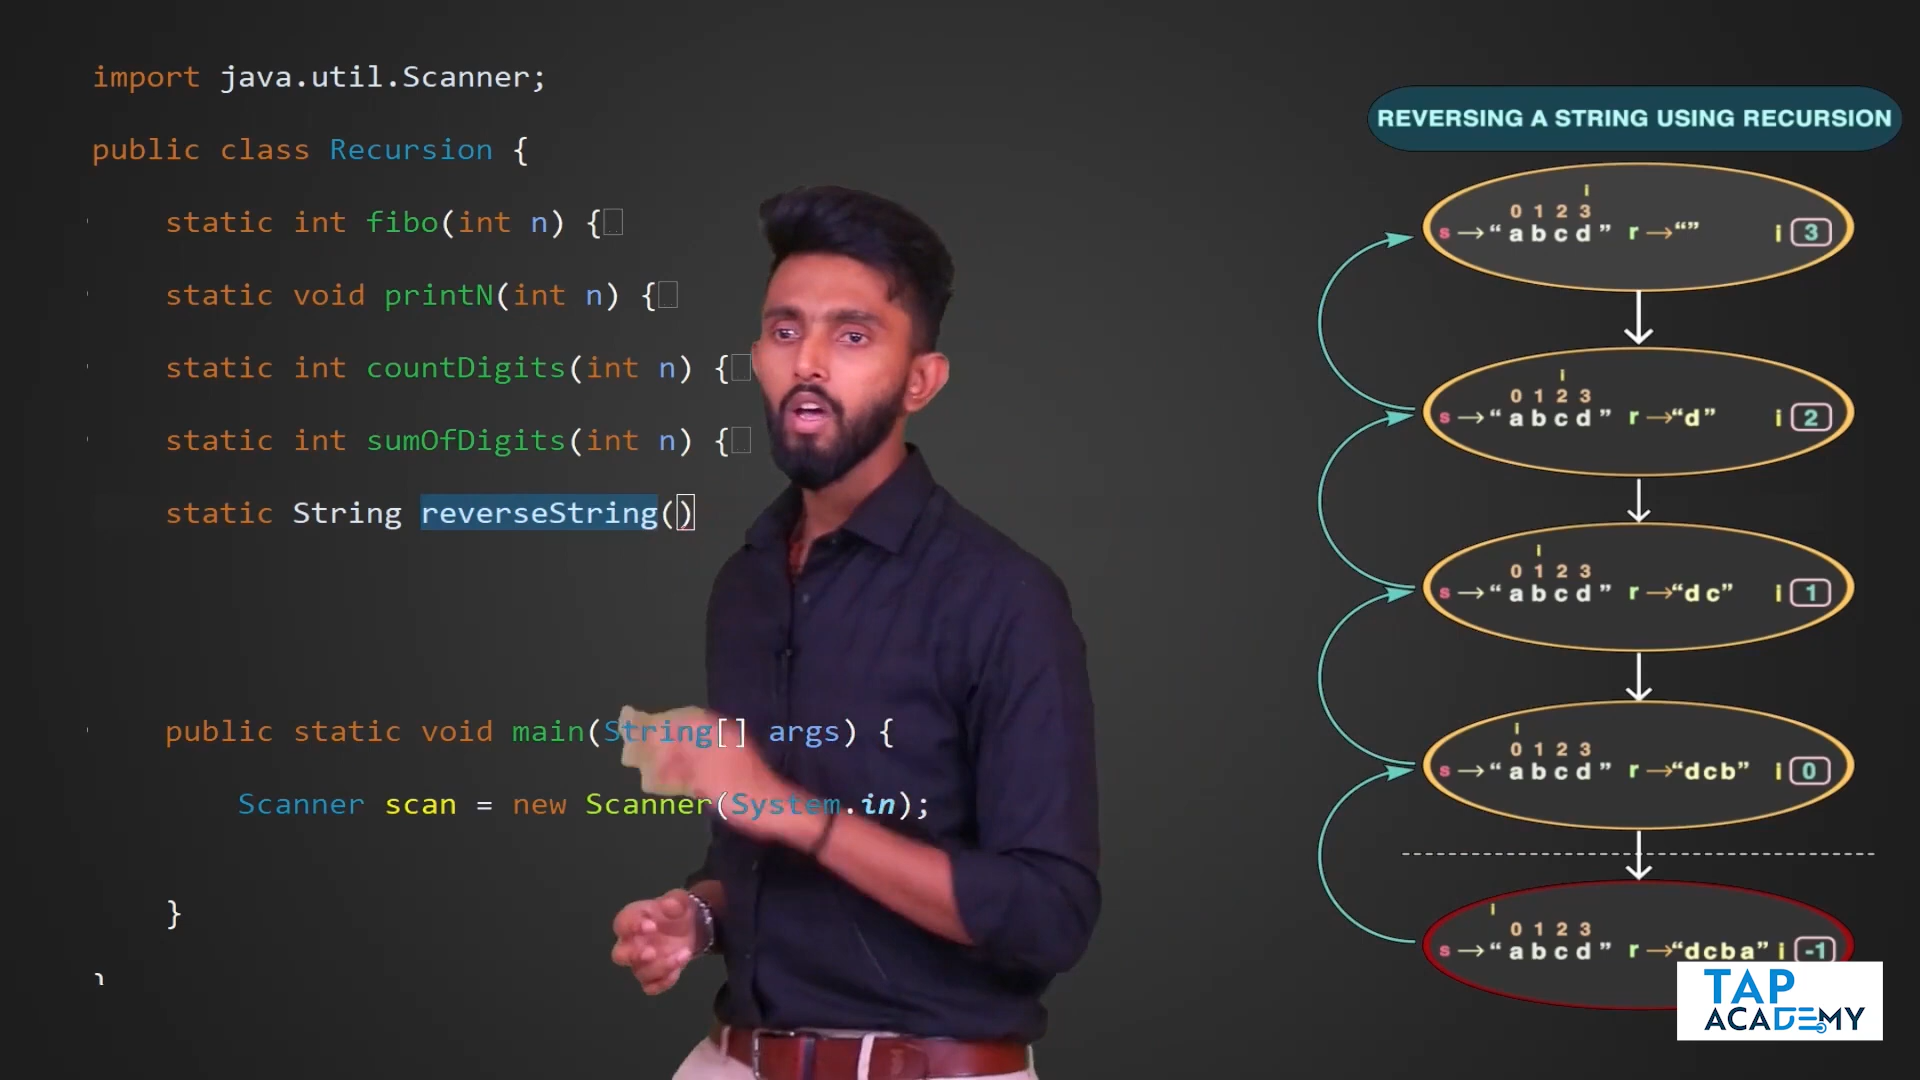 import java.util.Scanner;
public class Recursion {
static int fibo(int n) {
static void printN(int n) {
static int countDigits(int n) {
static int sumOfDigits(int n) {
static String reverseString()
public static void main(String[] args) {
Scanner scan = new Scanner(System.in);
}
REVERSING A STRING USING RECURSION
i
0 1 2 3
s → “ a b c d ” r → “” i 3
i
0 1 2 3
s → “ a b c d ” r → “d” i 2
i
0 1 2 3
s → “ a b c d ” r → “d c” i 1
i
0 1 2 3
s → “ a b c d ” r → “d c b” i 0
i
0 1 2 3
s → “ a b c d ” r → “d c b a” i -1
TAP
ACADEMY